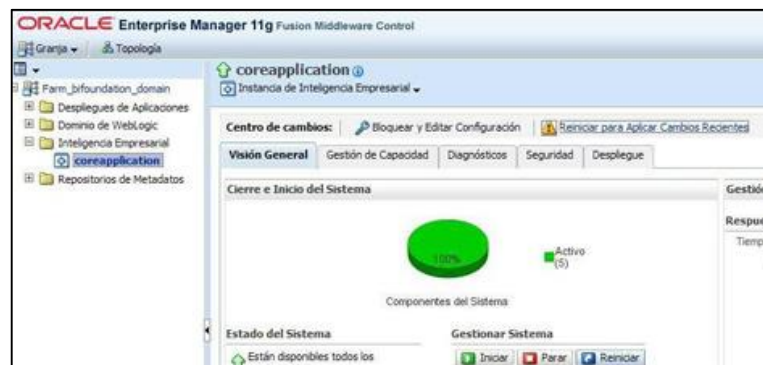 ORACLE Enterprise Manager 11g Fusion Middleware Control
Granja Topología
Farm_bifoundation_domain
Despliegues de Aplicaciones
Dominio de WebLogic
Inteligencia Empresarial
coreapplication
Repositorios de Metadatos
coreapplication
Instancia de Inteligencia Empresarial
Centro de cambios: Bloquear y Editar Configuración Reiniciar para Aplicar Cambios Recientes
Visión General Gestión de Capacidad Diagnósticos Seguridad Despliegue
Cierre e Inicio del Sistema
100%
Activo
(5)
Componentes del Sistema
Estado del Sistema
Están disponibles todos los
Gestionar Sistema
Iniciar Parar Reiniciar
Gestió
Respue
Tiemp